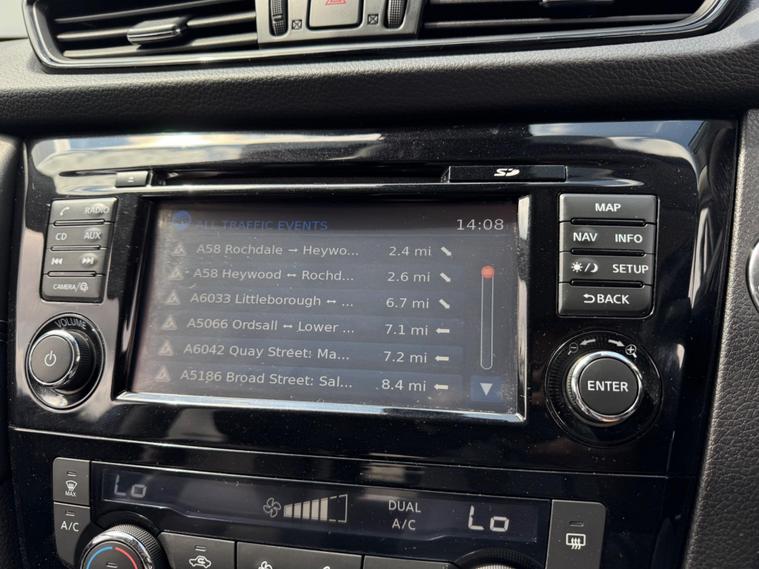 SD
RADIO
CD AUX
CAMERA/
VOLUME
ALL TRAFFIC EVENTS 14:08
A58 Rochdale ↔ Heywo... 2.4 mi
A58 Heywood ↔ Rochd... 2.6 mi
A6033 Littleborough ↔ ... 6.7 mi
A5066 Ordsall ↔ Lower ... 7.1 mi
A6042 Quay Street: Ma... 7.2 mi
A5186 Broad Street: Sal... 8.4 mi
MAP
NAV INFO
SETUP
BACK
ENTER
MAX
A/C
Lo
DUAL
A/C
Lo